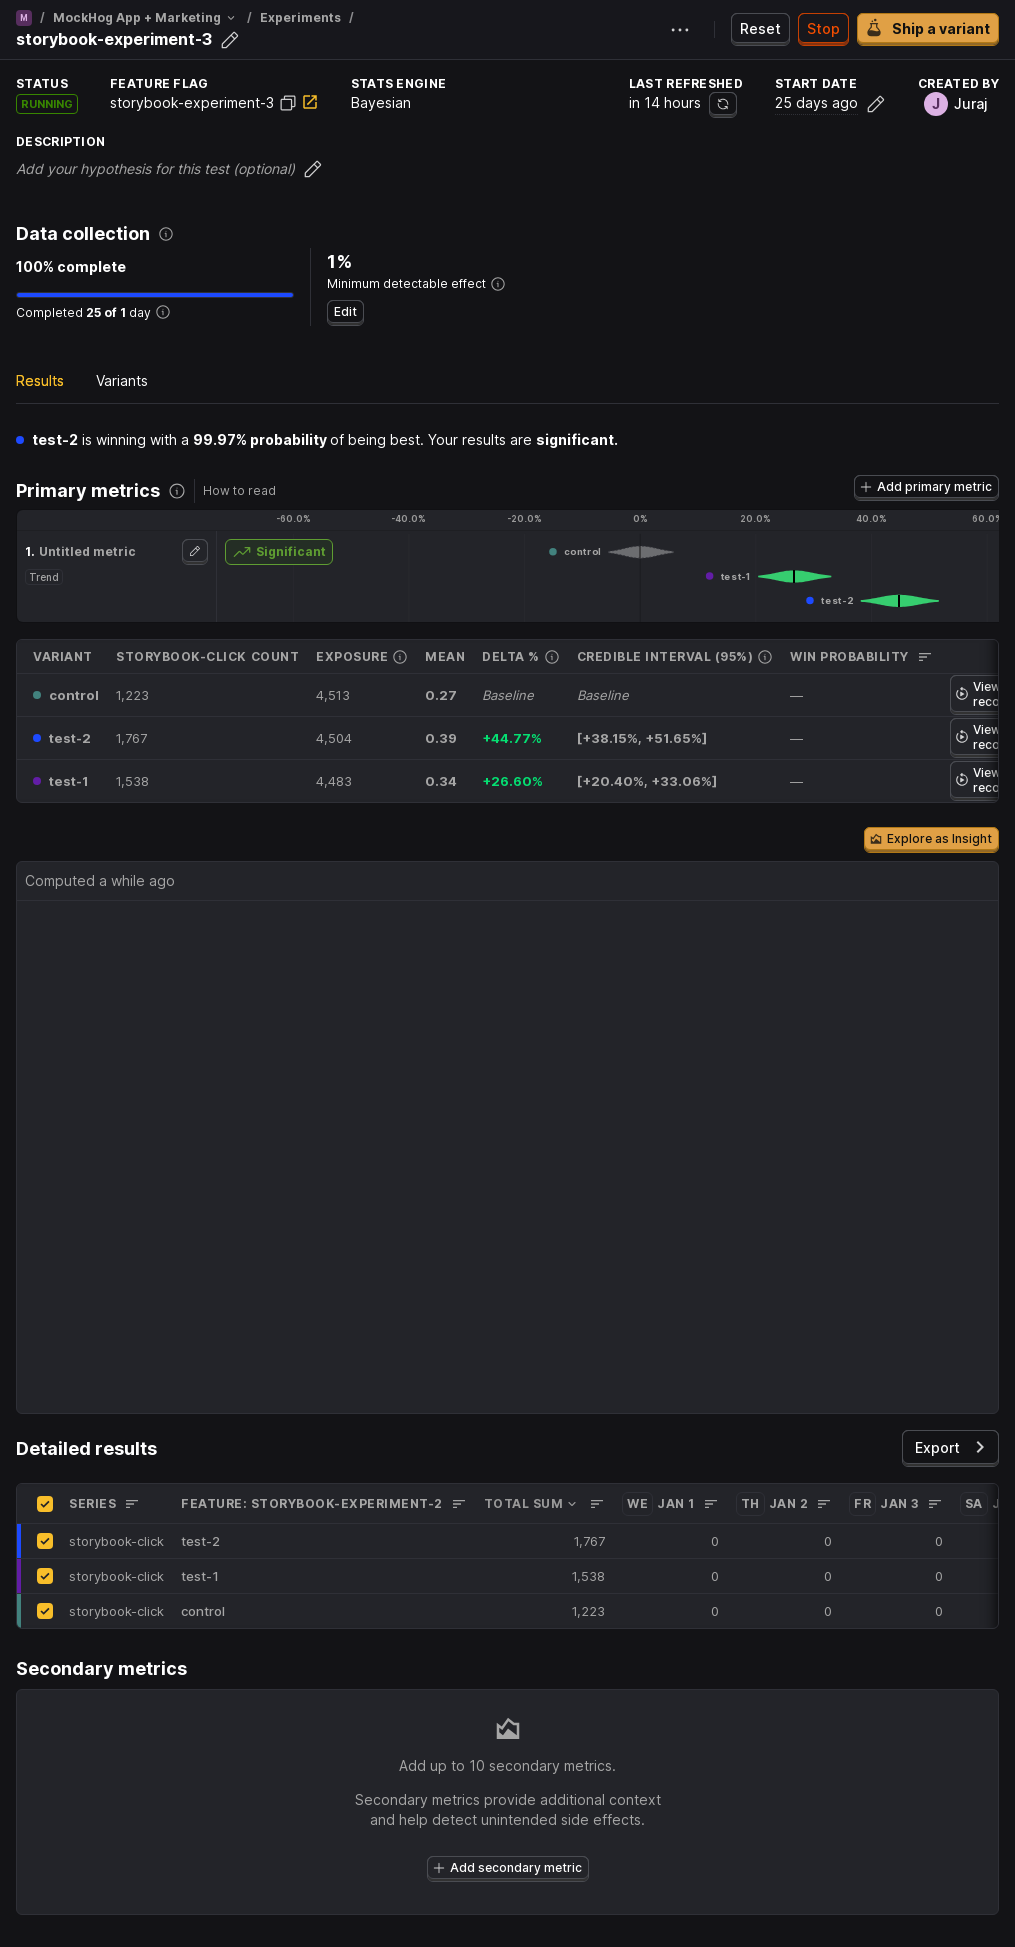 M / MockHog App + Marketing / Experiments /
storybook-experiment-3
Reset
Stop
Ship a variant
STATUS
RUNNING
FEATURE FLAG
storybook-experiment-3
STATS ENGINE
Bayesian
LAST REFRESHED
in 14 hours
START DATE
25 days ago
CREATED BY
J Juraj
DESCRIPTION
Add your hypothesis for this test (optional)
Data collection
100% complete
Completed 25 of 1 day
1%
Minimum detectable effect
Edit
Results
Variants
test-2 is winning with a 99.97% probability of being best. Your results are significant.
Primary metrics
How to read
Add primary metric
-60.0% -40.0% -20.0% 0% 20.0% 40.0% 60.0%
1. Untitled metric
Trend
Significant
control
test-1
test-2
VARIANT STORYBOOK-CLICK COUNT EXPOSURE MEAN DELTA % CREDIBLE INTERVAL (95%) WIN PROBABILITY
control 1,223 4,513 0.27 Baseline Baseline — View reco
test-2 1,767 4,504 0.39 +44.77% [+38.15%, +51.65%] — View reco
test-1 1,538 4,483 0.34 +26.60% [+20.40%, +33.06%] — View reco
Explore as Insight
Computed a while ago
Detailed results
Export
SERIES FEATURE: STORYBOOK-EXPERIMENT-2 TOTAL SUM WE JAN 1 TH JAN 2 FR JAN 3 SA J
storybook-click test-2 1,767 0 0 0
storybook-click test-1 1,538 0 0 0
storybook-click control 1,223 0 0 0
Secondary metrics
Add up to 10 secondary metrics.
Secondary metrics provide additional context
and help detect unintended side effects.
Add secondary metric